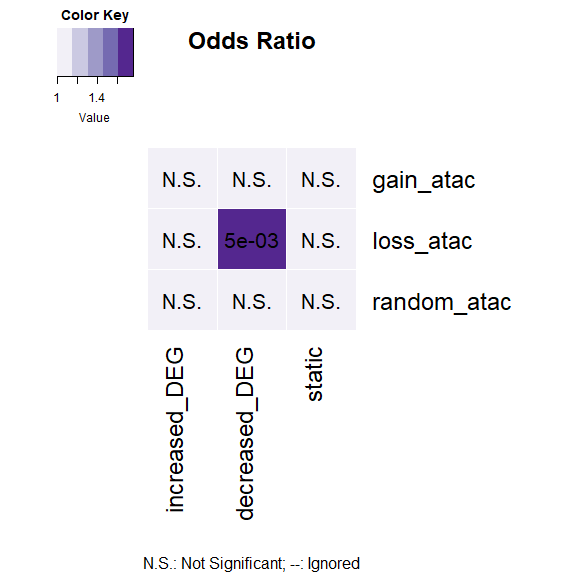 Color Key
1 1.4
Value
Odds Ratio
N.S. N.S. N.S. gain_atac
N.S. 5e-03 N.S. loss_atac
N.S. N.S. N.S. random_atac
increased_DEG
decreased_DEG
static
N.S.: Not Significant; --: Ignored